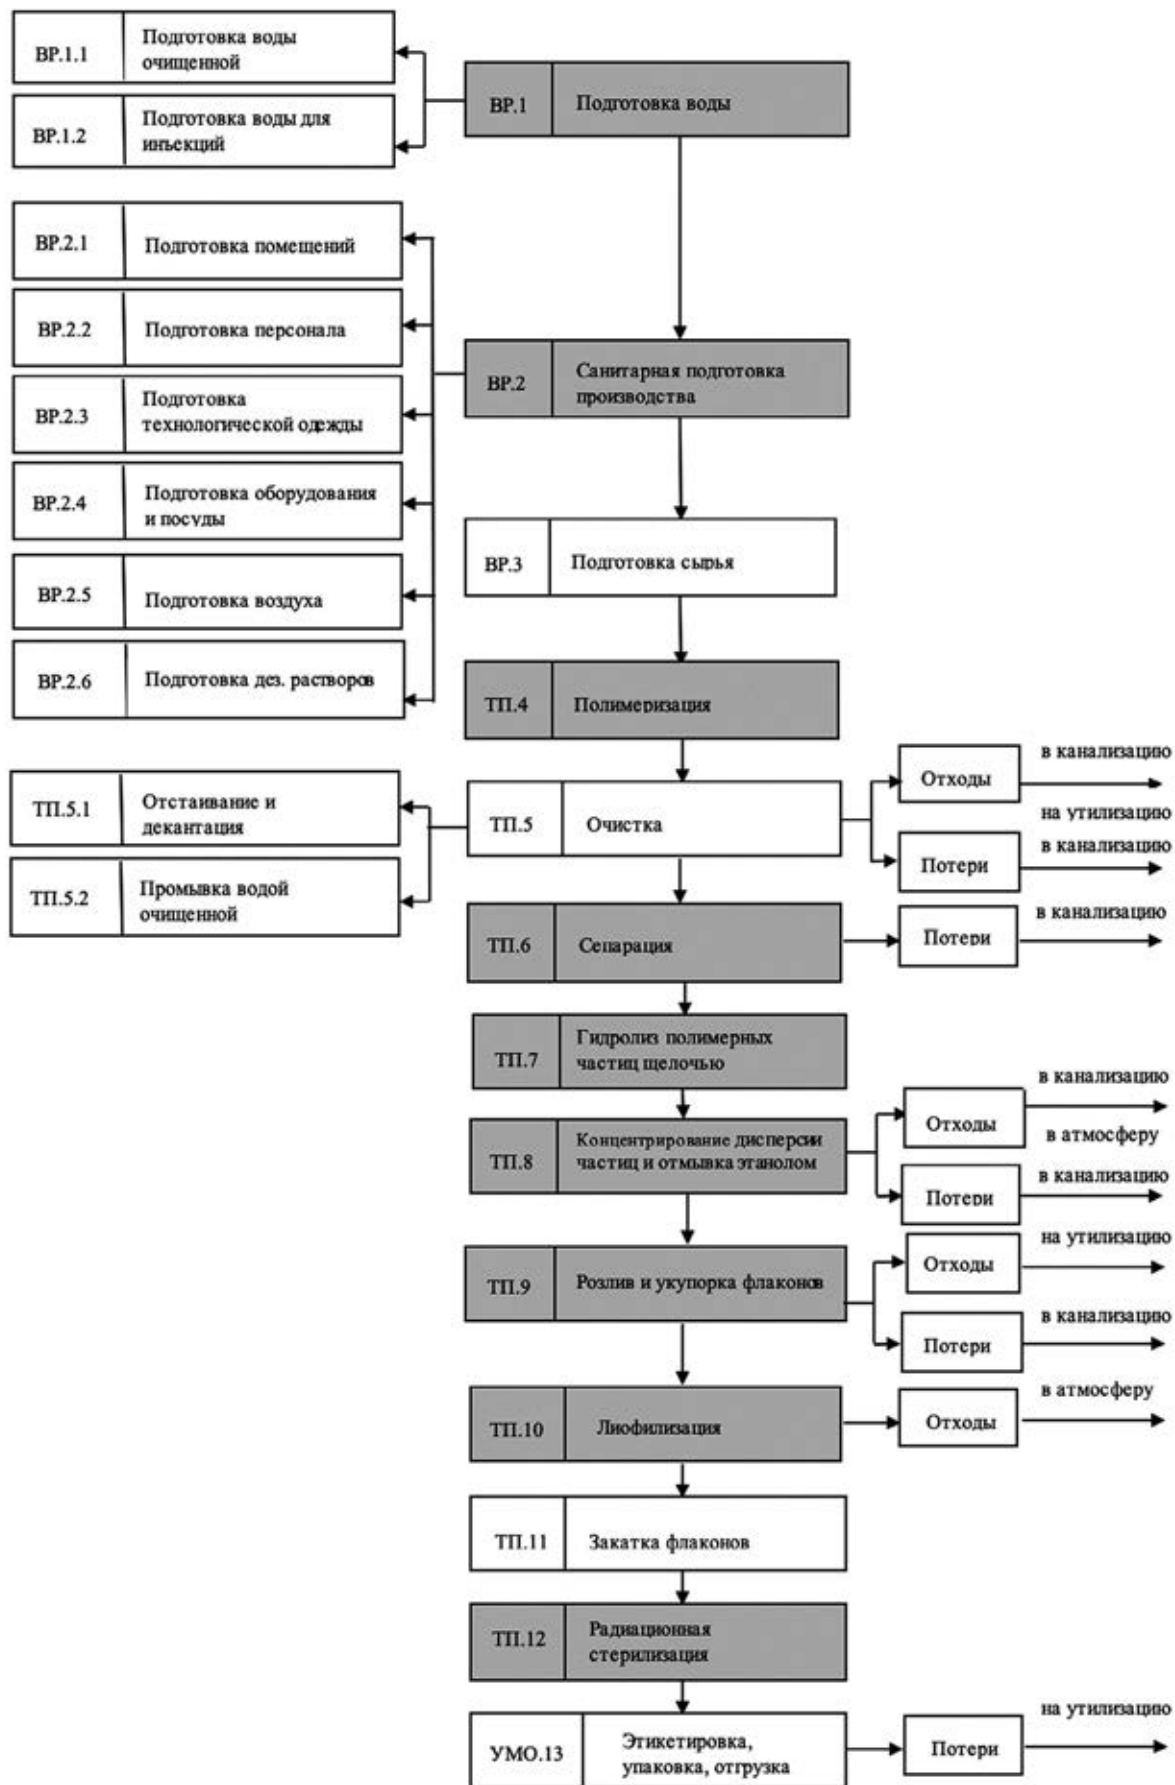 ВР.1.1
Подготовка воды
очищенной
ВР.1.2
Подготовка воды для
инъекций
ВР.1
Подготовка воды
ВР.2.1
Подготовка помещений
ВР.2.2
Подготовка персонала
ВР.2.3
Подготовка
технологической одежды
ВР.2.4
Подготовка оборудования
и посуды
ВР.2.5
Подготовка воздуха
ВР.2.6
Подготовка дез. растворов
ВР.2
Санитарная подготовка
производства
ВР.3
Подготовка сырья
ТП.4
Полимеризация
ТП.5.1
Отстаивание и
декантация
ТП.5.2
Промывка водой
очищенной
ТП.5
Очистка
Отходы
в канализацию
на утилизацию
Потери
в канализацию
ТП.6
Сепарация
Потери
в канализацию
ТП.7
Гидролиз полимерных
частиц щелочью
ТП.8
Концентрирование дисперсии
частиц и отмывка этанолом
Отходы
в канализацию
в атмосферу
Потери
в канализацию
ТП.9
Розлив и укупорка флаконов
Отходы
на утилизацию
Потери
в канализацию
ТП.10
Лиофилизация
Отходы
в атмосферу
ТП.11
Закатка флаконов
ТП.12
Радиационная
стерилизация
УМО.13
Этикетировка,
упаковка, отгрузка
Потери
на утилизацию